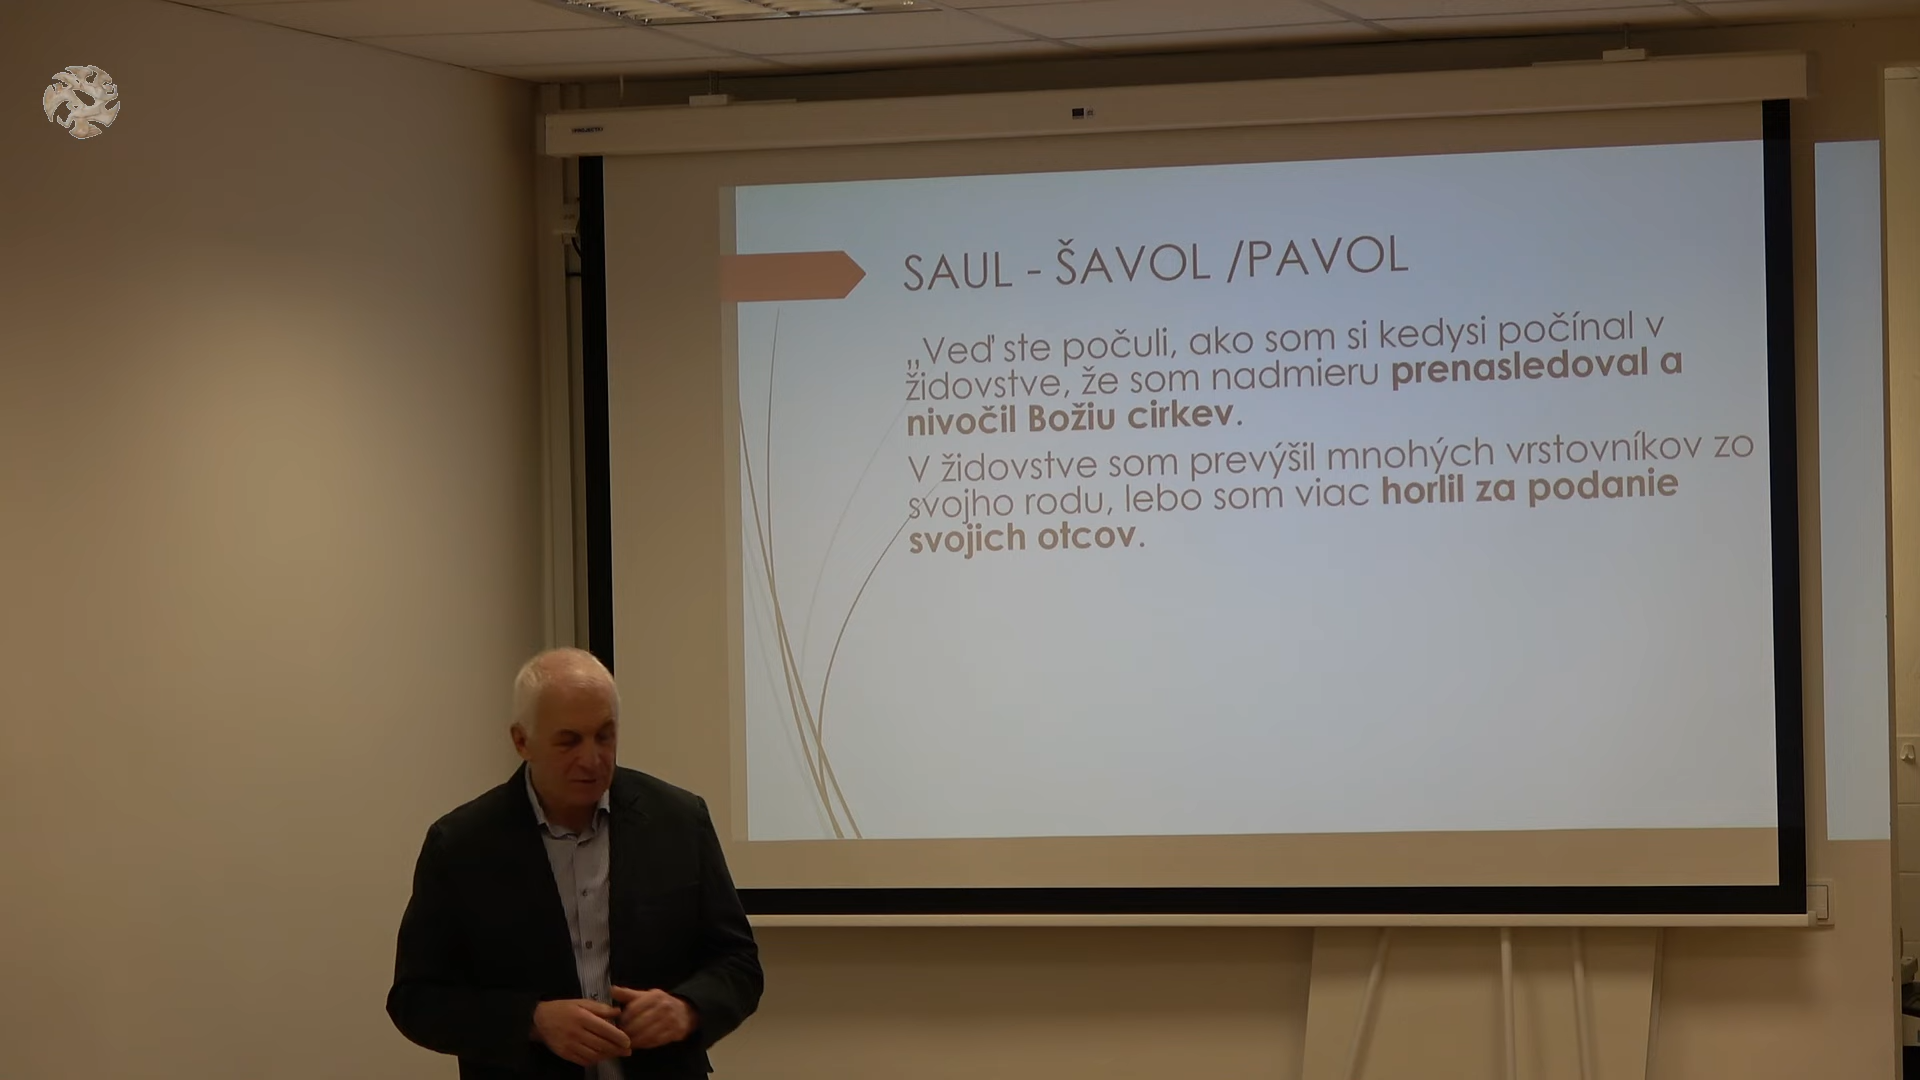 SAUL - ŠAVOL /PAVOL
„Veď ste počuli, ako som si kedysi počínal v
židovstve, že som nadmieru prenasledoval a
nivočil Božiu cirkev.
V židovstve som prevýšil mnohých vrstovníkov zo
svojho rodu, lebo som viac horlil za podanie
svojich otcov.